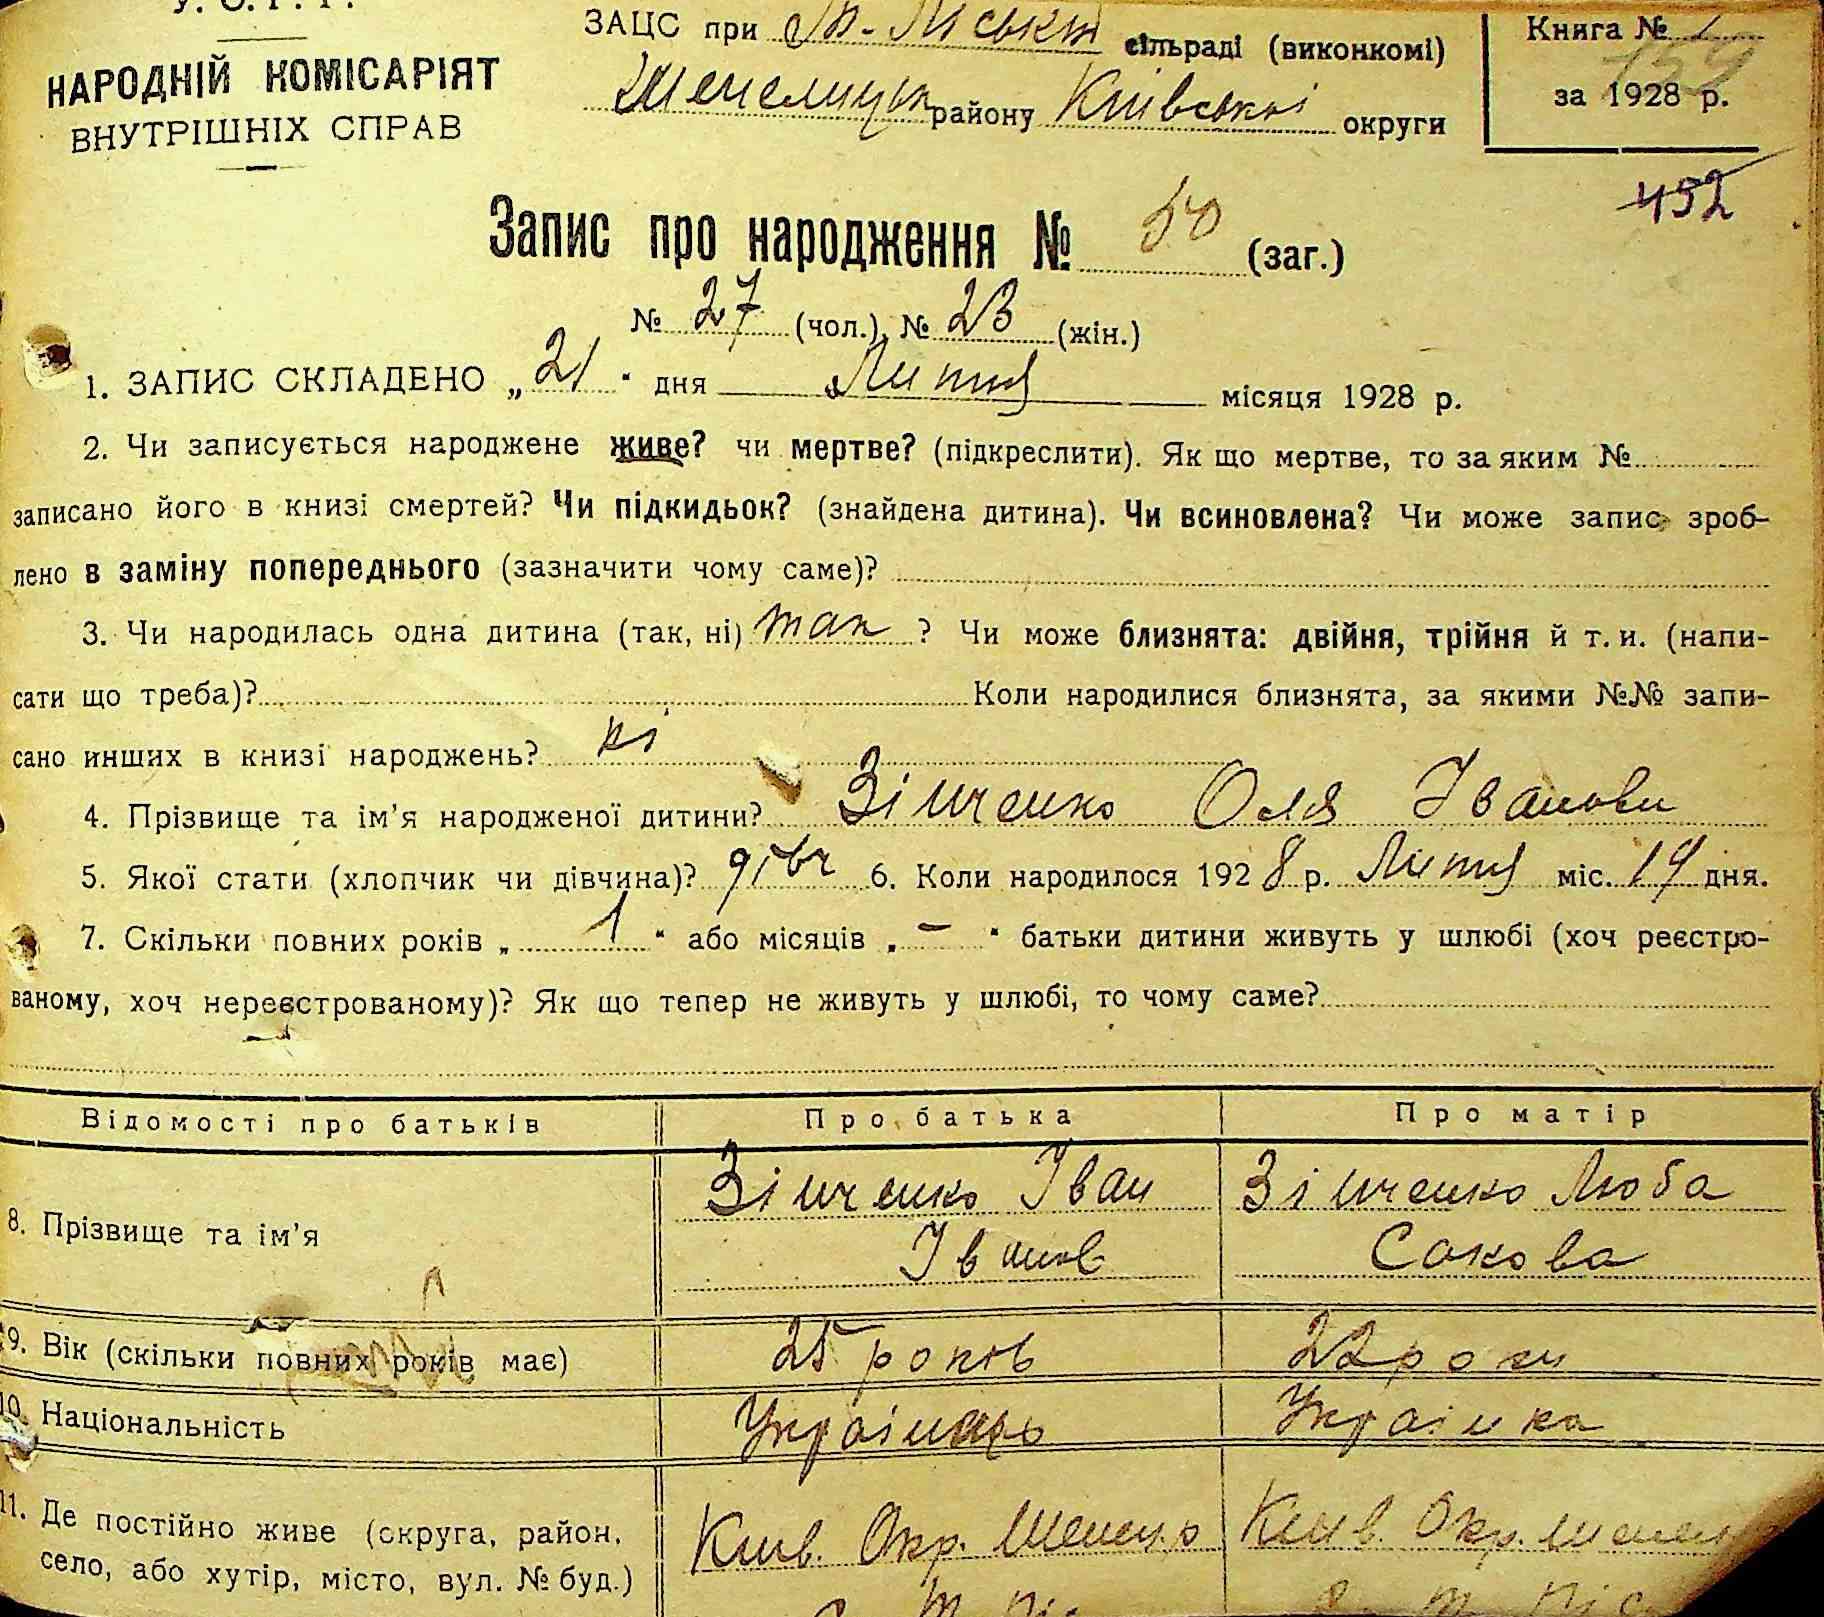 У. С. Р. Р.
НАРОДНІЙ КОМІСАРІЯТ
ВНУТРІШНІХ СПРАВ
ЗАЦС при Т.-Ліській сільраді (виконкомі)
району Київської округи
Книга № 1
159
за 1928 р.
452
Запис про народження № 50 (заг.)
№ 27 (чол.), № 23 (жін.)
1. ЗАПИС СКЛАДЕНО „ 21 “ дня Липня місяця 1928 р.
2. Чи записується народжене живе? чи мертве? (підкреслити). Як що мертве, то за яким №
записано його в книзі смертей? Чи підкидьок? (знайдена дитина). Чи всиновлена? Чи може запис зроб-
лено в заміну попереднього (зазначити чому саме)?
3. Чи народилась одна дитина (так, ні) так ? Чи може близнята: двійня, трійня й т. и. (напи-
сати що треба)? Коли народилися близнята, за якими №№ запи-
сано инших в книзі народжень? ні
4. Прізвище та ім'я народженої дитини? Зінченко Оля Іванови
5. Якої стати (хлопчик чи дівчина)? дівч 6. Коли народилося 1928 р. Липня міс. 19 дня.
7. Скільки повних років „ 1 “ або місяців „ – “ батьки дитини живуть у шлюбі (хоч реєстро-
ваному, хоч нереєстрованому)? Як що тепер не живуть у шлюбі, то чому саме?
Відомості про батьків Про батька Про матір
8. Прізвище та ім'я Зінченко Іван Іванов Зінченко Люба Сакова
9. Вік (скільки повних років має) 25 років 22 роки
10. Національність Українець Українка
11. Де постійно живе (округа, район, село, або хутір, місто, вул. № буд.) Київ. Окр. Київ. Окр.